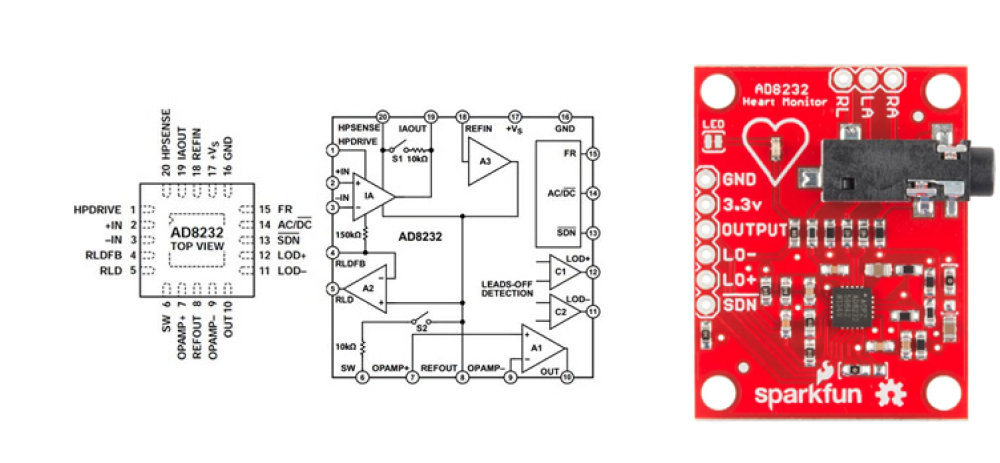 20 HPSENSE
19 IAOUT
18 REFIN
17 +VS
16 GND
HPDRIVE 1
+IN 2
–IN 3
RLDFB 4
RLD 5
AD8232
TOP VIEW
15 FR
14 AC/DC
13 SDN
12 LOD+
11 LOD–
SW 6
OPAMP+ 7
REFOUT 8
OPAMP– 9
OUT 10
20
19
18
17
16
HPSENSE
IAOUT
REFIN
+VS
GND
HPDRIVE
1
S1
10kΩ
A3
FR
15
+IN
2
IA
–IN
3
AC/DC
14
150kΩ
AD8232
SDN
13
4
RLDFB
LOD+
C1
12
A2
5
RLD
LEADS-OFF
DETECTION
LOD–
C2
11
S2
10kΩ
A1
SW
OPAMP+
REFOUT
OPAMP–
OUT
6
7
8
9
10
AD8232
Heart Monitor
RL
LA
RA
LED
GND
3.3v
OUTPUT
LO-
LO+
SDN
sparkfun